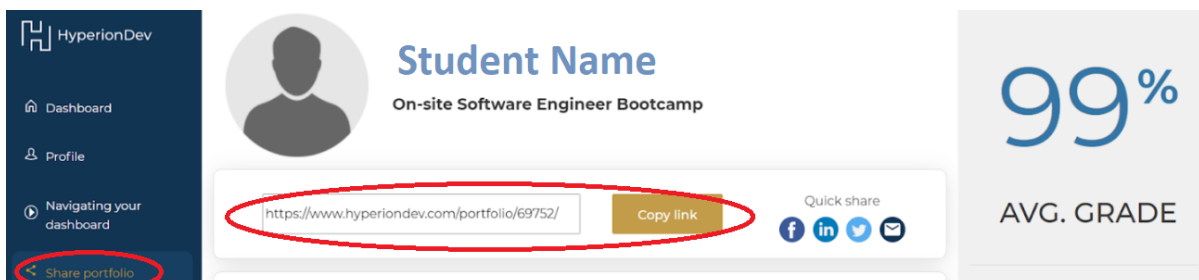 HyperionDev
Dashboard
Profile
Navigating your
dashboard
Share portfolio
Student Name
On-site Software Engineer Bootcamp
https://www.hyperiondev.com/portfolio/69752/
Copy link
Quick share
f in
99%
AVG. GRADE